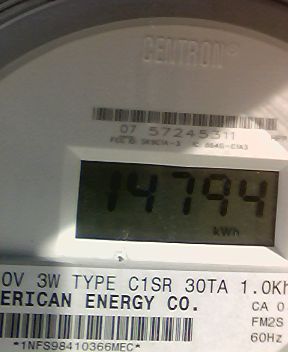 CENTRON®
07 57245311
14794
kWh
0V 3W TYPE C1SR 30TA 1.0Kh
ERICAN ENERGY CO.
CA 0
FM2S
60Hz
*1NFS98410366MEC*